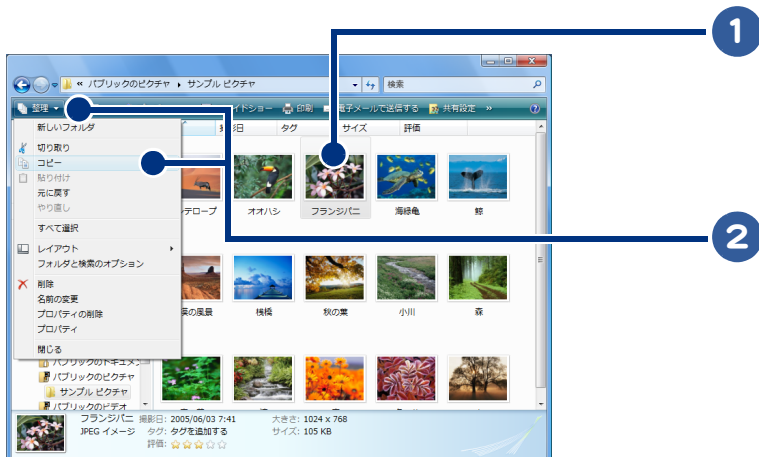 1
« パブリックのピクチャ ▸ サンプル ピクチャ
検索
整理
イドショー 印刷 電子メールで送信する 共有設定 »
影日 タグ サイズ 評価
新しいフォルダ
切り取り
コピー
貼り付け
元に戻す
やり直し
すべて選択
レイアウト
フォルダと検索のオプション
削除
名前の変更
プロパティの削除
プロパティ
閉じる
テロープ オオハシ フランジパニ 海緑亀 鯨
2
の風景 桟橋 秋の葉 小川 森
パブリックのドキュメン
パブリックのピクチャ
サンプル ピクチャ
パブリックのビデオ
フランジパニ 撮影日: 2005/06/03 7:41 大きさ: 1024 x 768
JPEG イメージ タグ: タグを追加する サイズ: 105 KB
評価: